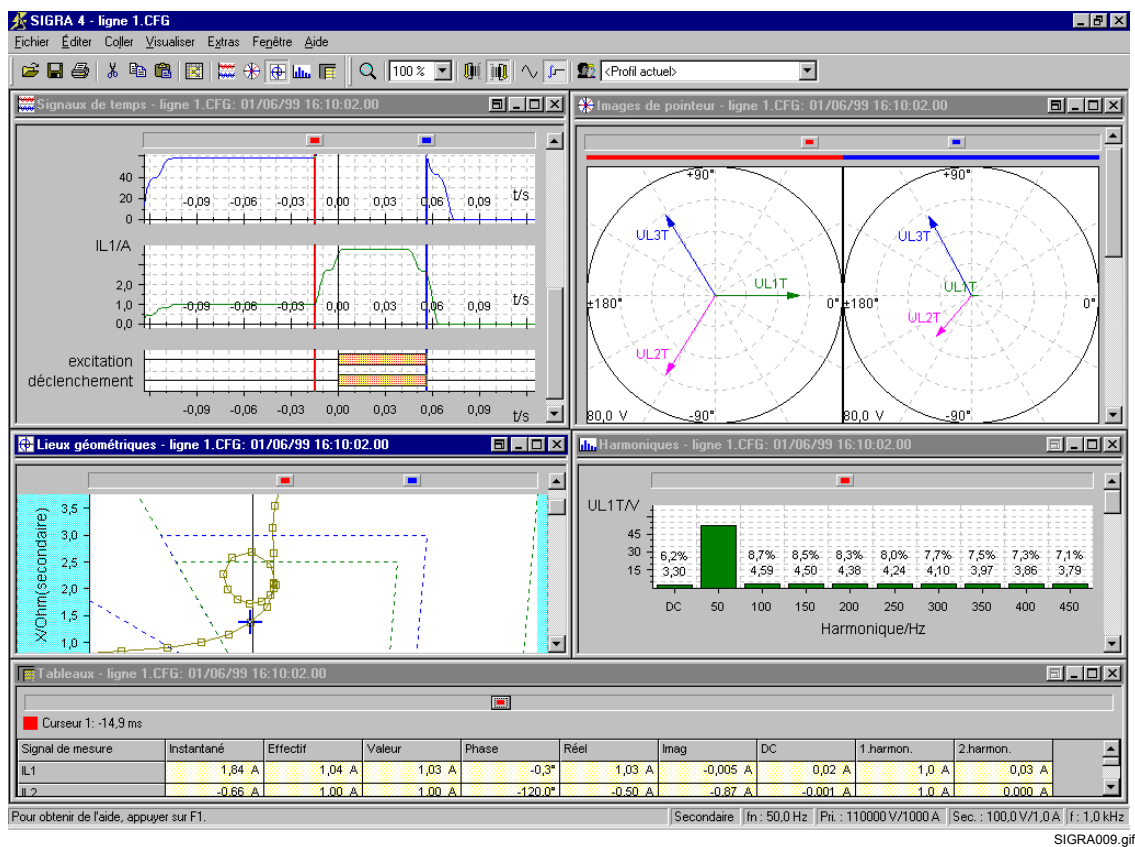 SIGRA 4 - ligne 1.CFG
Fichier Éditer Coller Visualiser Extras Fenêtre Aide
100 % <Profil actuel>
Signaux de temps - ligne 1.CFG: 01/06/99 16:10:02.00
40
20
0
-0,09 -0,06 -0,03 0,00 0,03 0,06 0,09 t/s
IL1/A
2,0
1,0
0,0
-0,09 -0,06 -0,03 0,00 0,03 0,06 0,09 t/s
excitation
déclenchement
-0,09 -0,06 -0,03 0,00 0,03 0,06 0,09 t/s
Images de pointeur - ligne 1.CFG: 01/06/99 16:10:02.00
+90° +90°
UL3T UL3T
UL1T UL1T
±180° 0° ±180° 0°
UL2T UL2T
80,0 V -90° 80,0 V -90°
Lieux géométriques - ligne 1.CFG: 01/06/99 16:10:02.00
X/Ohm(secondaire)
3,5
3,0
2,5
2,0
1,5
1,0
Harmoniques - ligne 1.CFG: 01/06/99 16:10:02.00
UL1T/V
45
30
15
6,2% 8,7% 8,5% 8,3% 8,0% 7,7% 7,5% 7,3% 7,1%
3,30 4,59 4,50 4,38 4,24 4,10 3,97 3,86 3,79
DC 50 100 150 200 250 300 350 400 450
Harmonique/Hz
Tableaux - ligne 1.CFG: 01/06/99 16:10:02.00
Curseur 1: -14,9 ms
Signal de mesure Instantané Effectif Valeur Phase Réel Imag DC 1.harmon. 2.harmon.
IL1 1,84 A 1,04 A 1,03 A -0,3° 1,03 A -0,005 A 0,02 A 1,0 A 0,03 A
IL2 -0.66 A 1.00 A 1.00 A -120.0° -0.50 A -0.87 A -0.001 A 1.0 A 0.000 A
Pour obtenir de l'aide, appuyer sur F1. Secondaire fn : 50,0 Hz Pri. : 110000 V/1000 A Sec. : 100,0 V/1,0 A f : 1,0 kHz
SIGRA009.gif